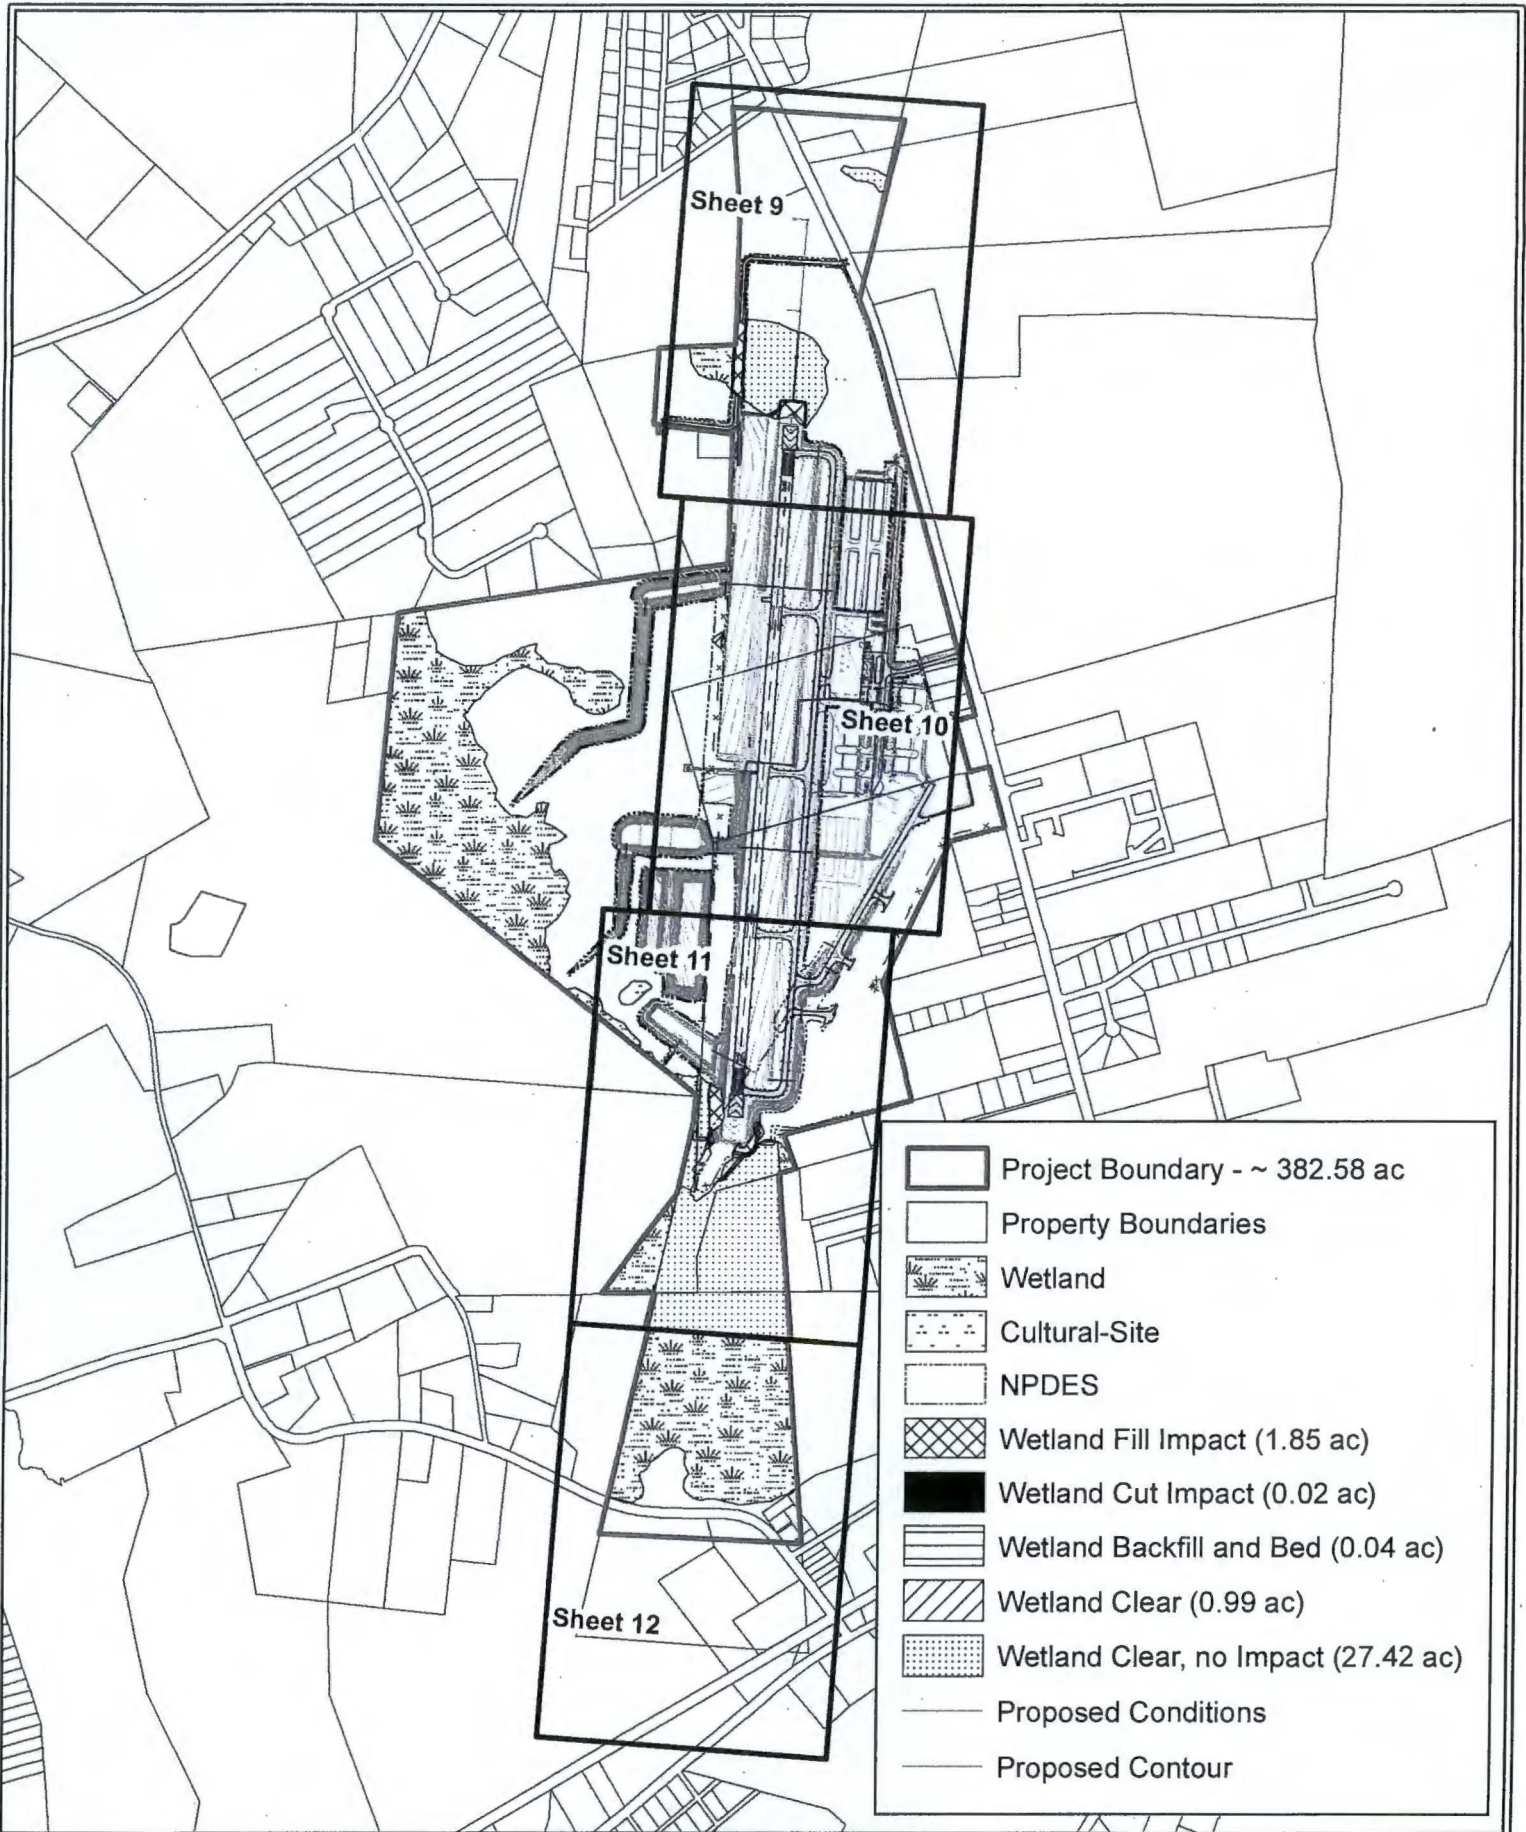 Sheet 9
Sheet 10
Sheet 11
Sheet 12
Project Boundary - ~ 382.58 ac
Property Boundaries
Wetland
Cultural-Site
NPDES
Wetland Fill Impact (1.85 ac)
Wetland Cut Impact (0.02 ac)
Wetland Backfill and Bed (0.04 ac)
Wetland Clear (0.99 ac)
Wetland Clear, no Impact (27.42 ac)
Proposed Conditions
Proposed Contour